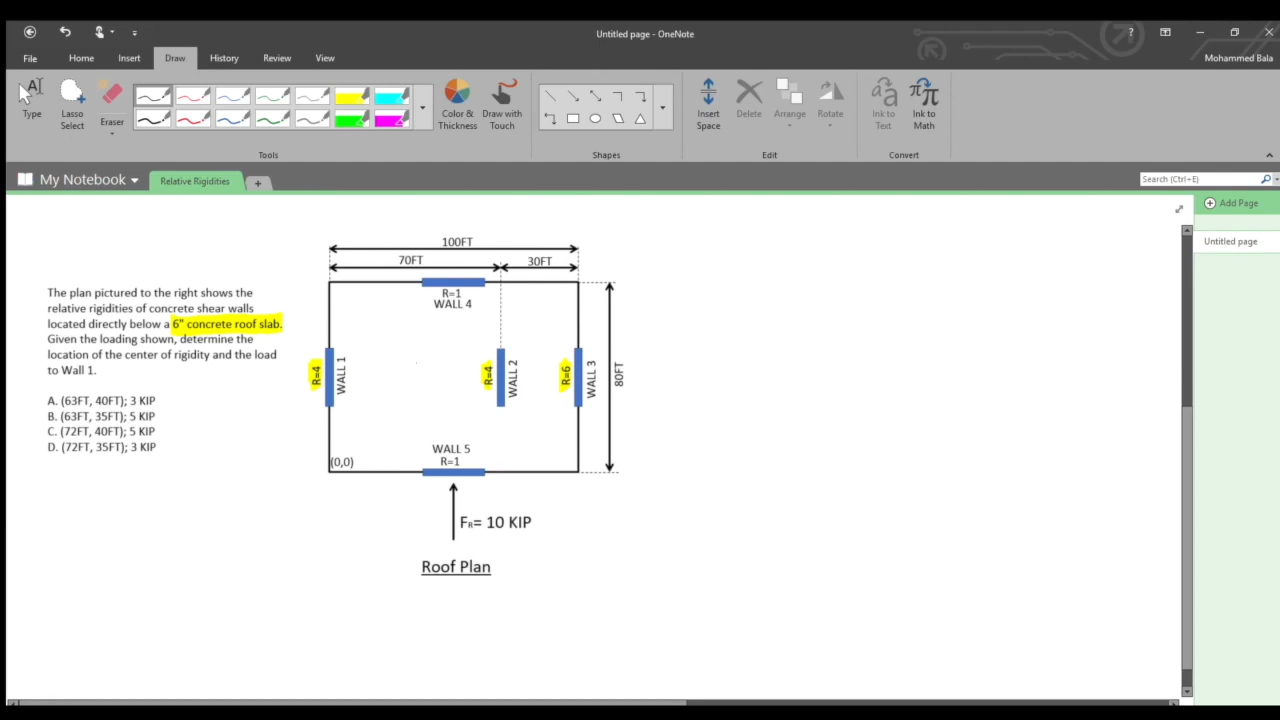 Untitled page - OneNote
?
File
Home
Insert
Draw
History
Review
View
Mohammed Bala
Type
Lasso Select
Eraser
Color & Thickness
Draw with Touch
Insert Space
Delete
Arrange
Rotate
Ink to Text
Ink to Math
Tools
Shapes
Edit
Convert
My Notebook
Relative Rigidities
+
Search (Ctrl+E)
Add Page
Untitled page
The plan pictured to the right shows the
relative rigidities of concrete shear walls
located directly below a 6" concrete roof slab.
Given the loading shown, determine the
location of the center of rigidity and the load
to Wall 1.
A. (63FT, 40FT); 3 KIP
B. (63FT, 35FT); 5 KIP
C. (72FT, 40FT); 5 KIP
D. (72FT, 35FT); 3 KIP
100FT
70FT
30FT
R=1
WALL 4
R=4
WALL 1
R=4
WALL 2
R=6
WALL 3
80FT
WALL 5
R=1
(0,0)
FR= 10 KIP
Roof Plan